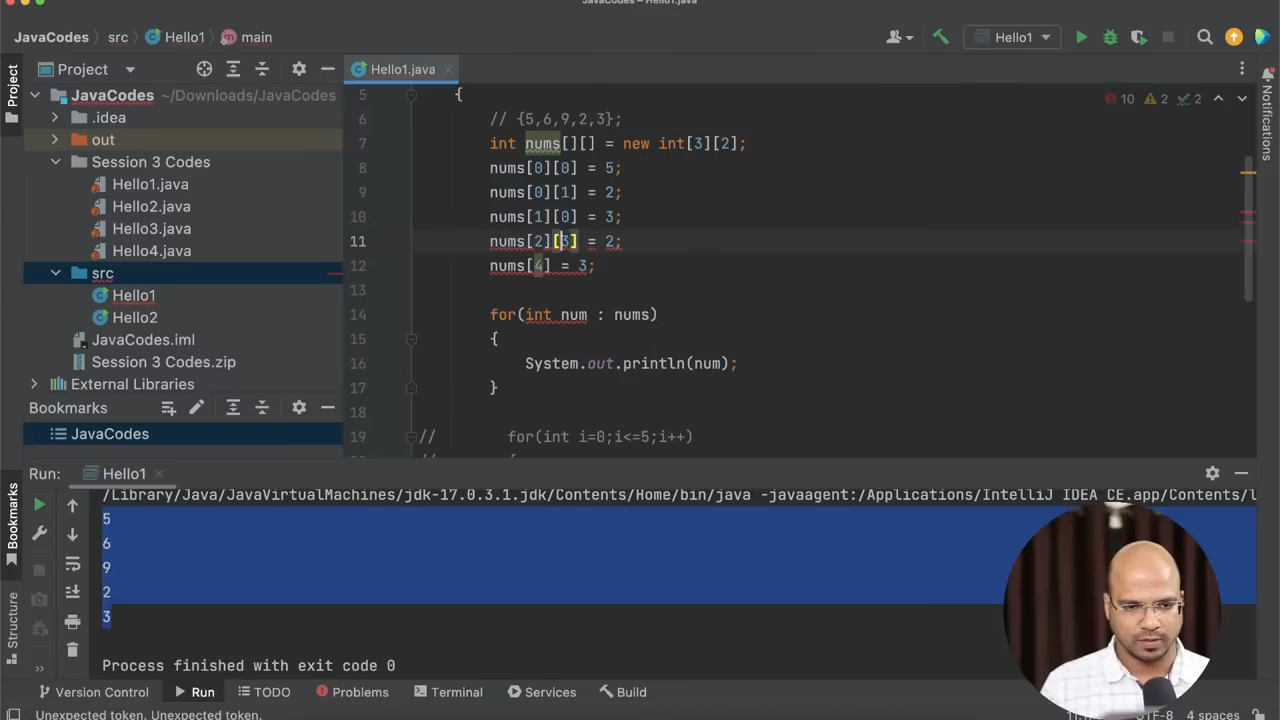 JavaCodes – Hello1.java
JavaCodes src Hello1 main Hello1
Project Project Hello1.java
JavaCodes ~/Downloads/JavaCodes
.idea
out
Session 3 Codes
Hello1.java
Hello2.java
Hello3.java
Hello4.java
src
Hello1
Hello2
JavaCodes.iml
Session 3 Codes.zip
External Libraries
Bookmarks
JavaCodes
5 {
6 // {5,6,9,2,3};
7 int nums[][] = new int[3][2];
8 nums[0][0] = 5;
9 nums[0][1] = 2;
10 nums[1][0] = 3;
11 nums[2][3] = 2;
12 nums[4] = 3;
13
14 for(int num : nums)
15 {
16 System.out.println(num);
17 }
18
19 // for(int i=0;i<=5;i++)
10 2 2
Notifications
Run: Hello1
/Library/Java/JavaVirtualMachines/jdk-17.0.3.1.jdk/Contents/Home/bin/java -javaagent:/Applications/IntelliJ IDEA CE.app/Contents/l
5
6
9
2
3
Process finished with exit code 0
Bookmarks
Structure
Version Control Run TODO Problems Terminal Services Build
Unexpected token. Unexpected token. UTF-8 4 spaces